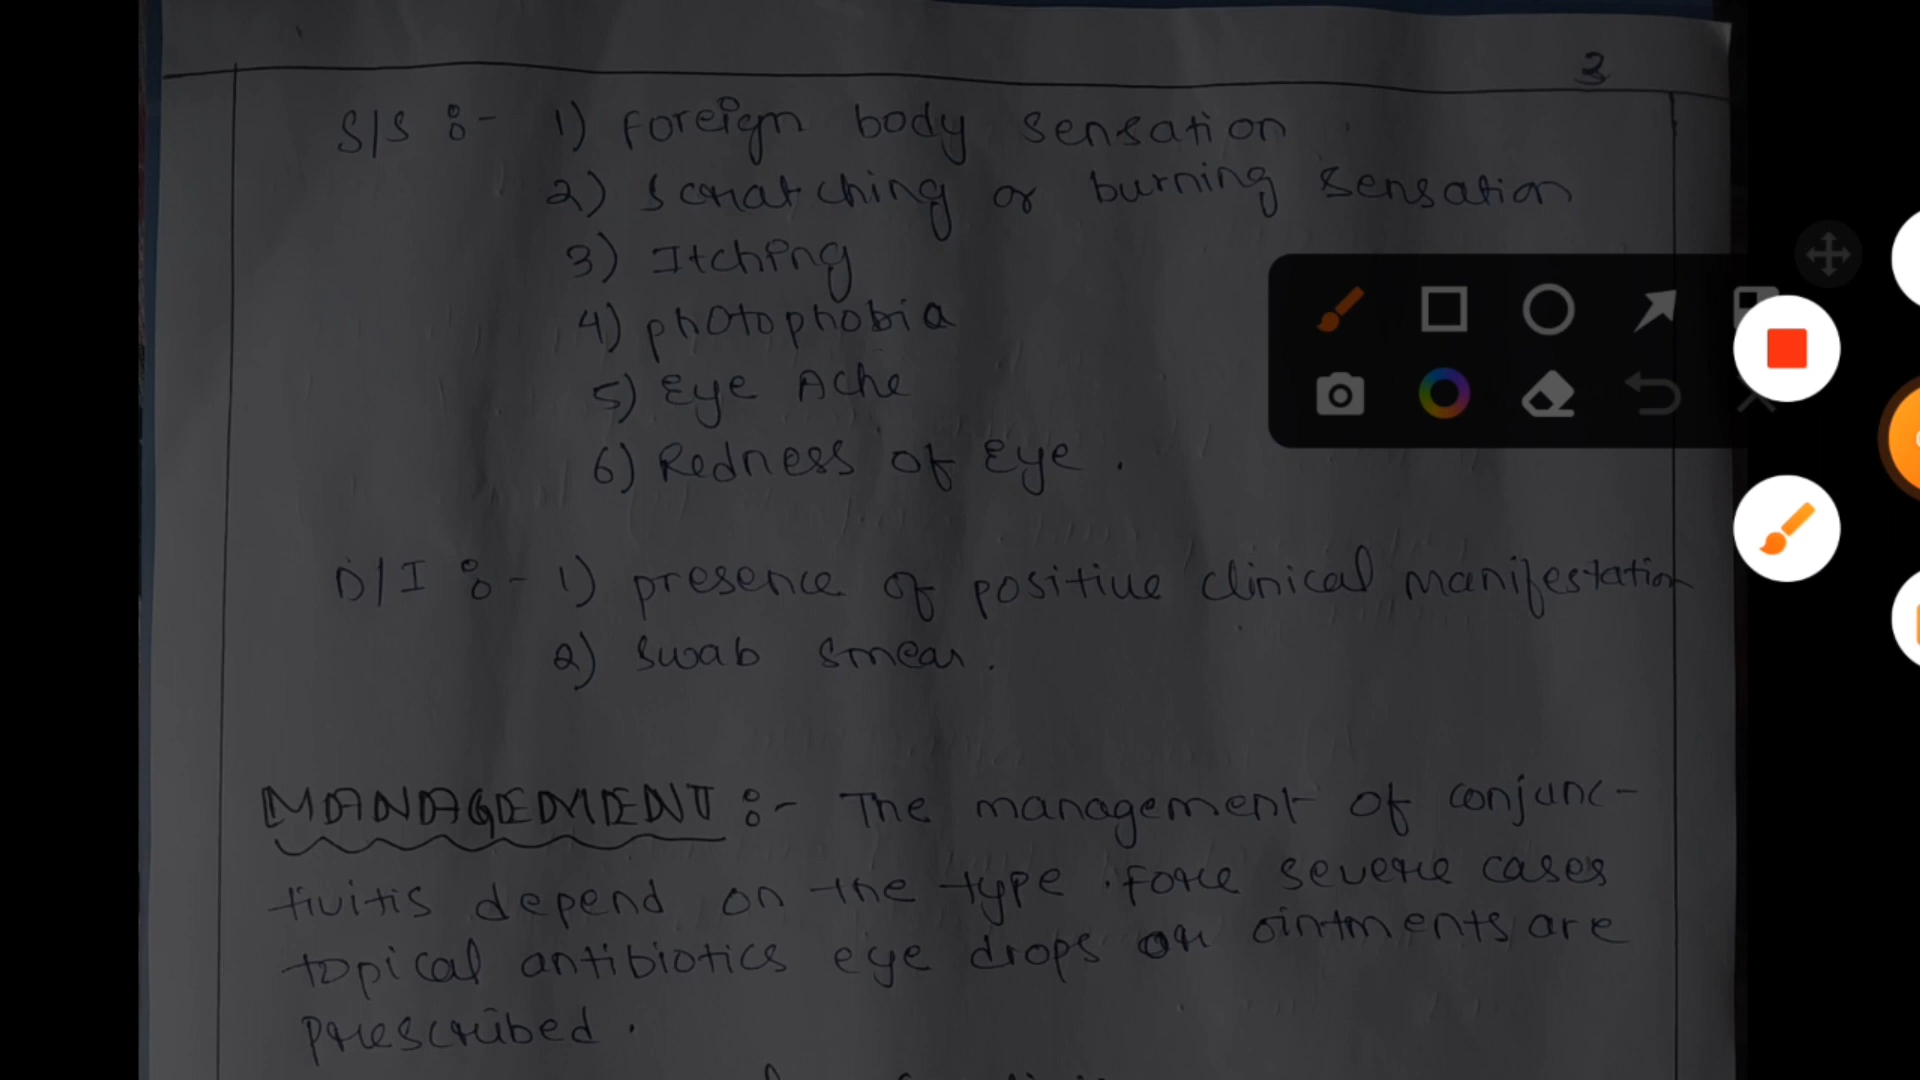 3
S/S :- 1) Foreign body sensation
2) Scratching or burning sensation
3) Itching
4) photophobia
5) Eye Ache
6) Redness of Eye .
D/I :- 1) presence of positive clinical manifestation
2) Swab smear .
MANAGEMENT :- The management of conjunc-
tivitis depend on the type . fore severe cases
topical antibiotics eye drops or ointments are
prescribed .